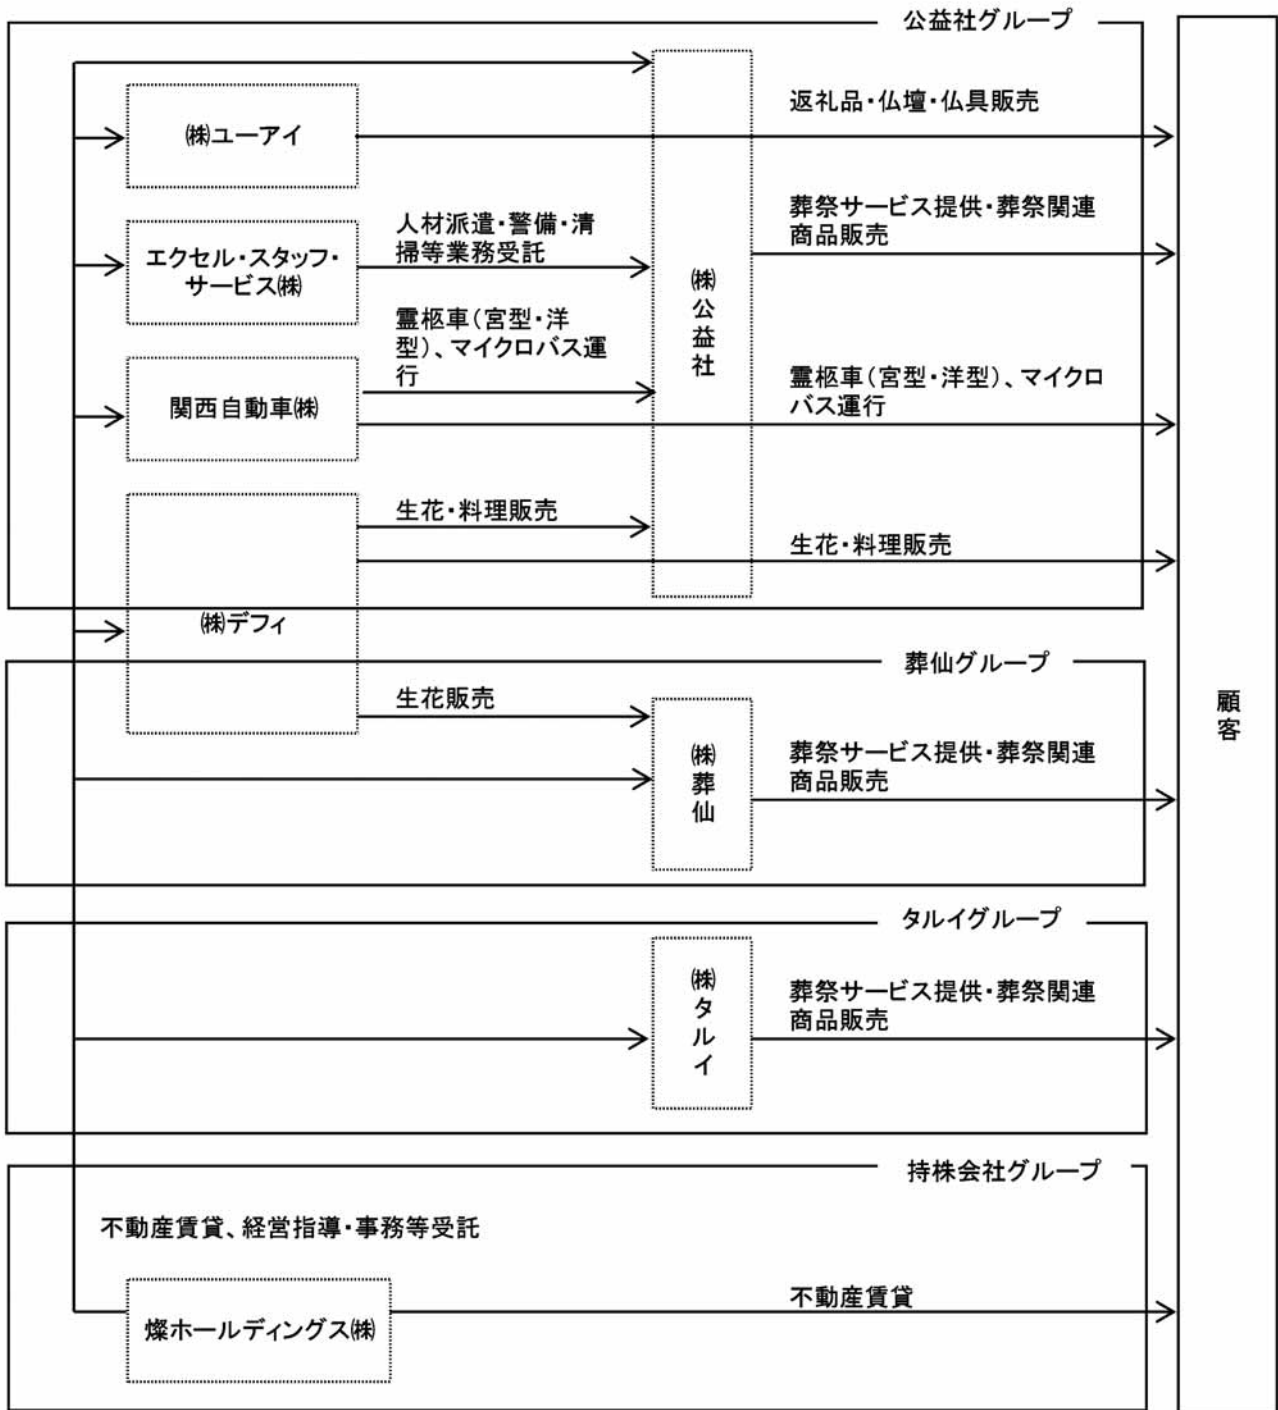 公益社グループ
返礼品・仏壇・仏具販売
㈱ユーアイ
人材派遣・警備・清
掃等業務受託
葬祭サービス提供・葬祭関連
商品販売
エクセル・スタッフ・
サービス㈱
㈱公益社
霊柩車（宮型・洋
型）、マイクロバス運
行
霊柩車（宮型・洋型）、マイクロ
バス運行
関西自動車㈱
生花・料理販売
生花・料理販売
㈱デフィ
葬仙グループ
生花販売
顧客
㈱葬仙
葬祭サービス提供・葬祭関連
商品販売
タルイグループ
㈱タルイ
葬祭サービス提供・葬祭関連
商品販売
持株会社グループ
不動産賃貸、経営指導・事務等受託
不動産賃貸
燦ホールディングス㈱